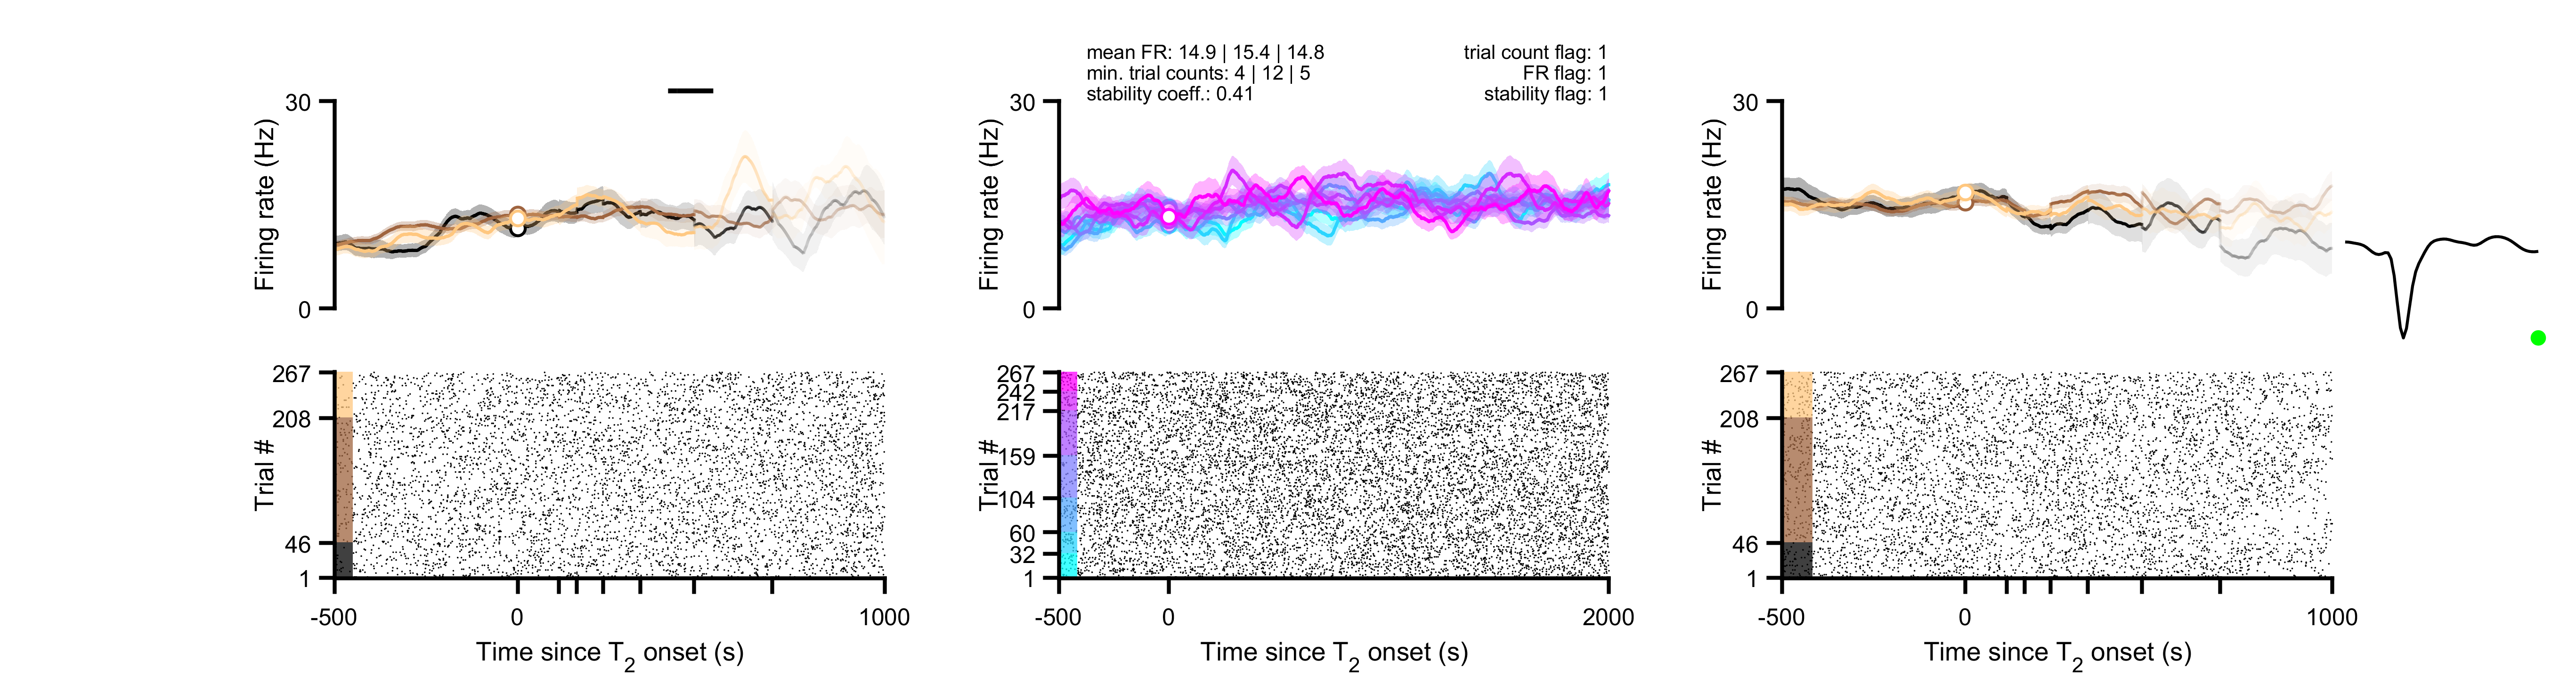 mean FR: 14.9 | 15.4 | 14.8
min. trial counts: 4 | 12 | 5
stability coeff.: 0.41
trial count flag: 1
FR flag: 1
stability flag: 1
30
0
Firing rate (Hz)
267
208
46
1
Trial #
-500
0
1000
Time since T2 onset (s)
30
0
Firing rate (Hz)
267
242
217
159
104
60
32
1
Trial #
-500
0
2000
Time since T2 onset (s)
30
0
Firing rate (Hz)
267
208
46
1
Trial #
-500
0
1000
Time since T2 onset (s)